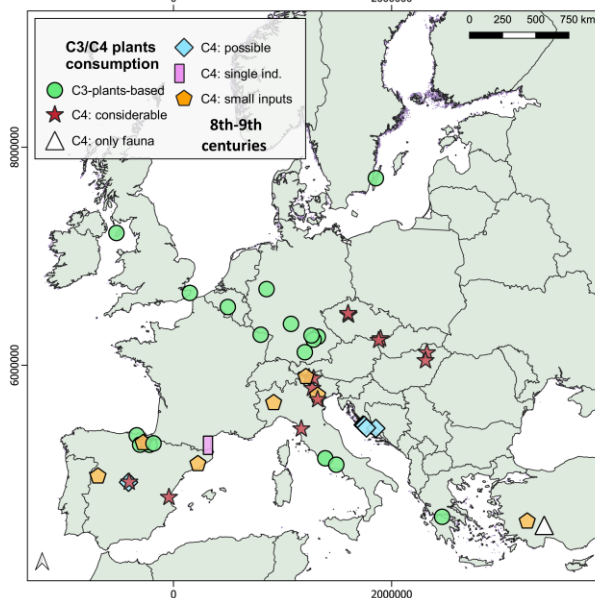 0
2000000
0 250 500 750 km
C3/C4 plants
consumption
C3-plants-based
C4: considerable
C4: only fauna
C4: possible
C4: single ind.
C4: small inputs
8th-9th
centuries
8000000
6000000
0
2000000